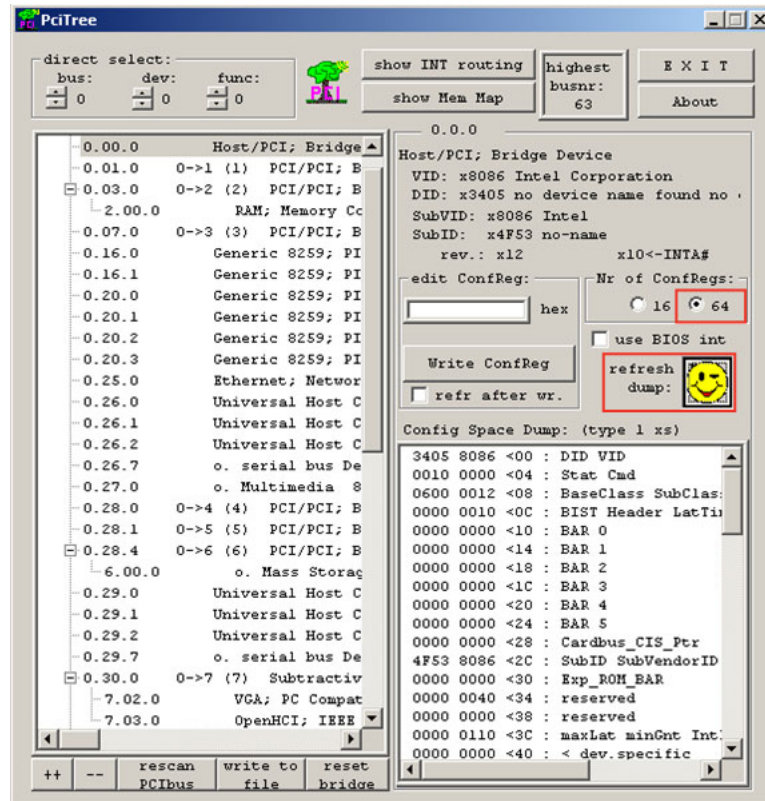 PciTree
direct select:
bus: dev: func:
0 0 0
PCI
show INT routing
show Mem Map
highest
busnr:
63
E X I T
About
0.00.0 Host/PCI; Bridge
0.01.0 0->1 (1) PCI/PCI; B
0.03.0 0->2 (2) PCI/PCI; B
2.00.0 RAM; Memory Co
0.07.0 0->3 (3) PCI/PCI; B
0.16.0 Generic 8259; PI
0.16.1 Generic 8259; PI
0.20.0 Generic 8259; PI
0.20.1 Generic 8259; PI
0.20.2 Generic 8259; PI
0.20.3 Generic 8259; PI
0.25.0 Ethernet; Networ
0.26.0 Universal Host C
0.26.1 Universal Host C
0.26.2 Universal Host C
0.26.7 o. serial bus De
0.27.0 o. Multimedia 8
0.28.0 0->4 (4) PCI/PCI; B
0.28.1 0->5 (5) PCI/PCI; B
0.28.4 0->6 (6) PCI/PCI; B
6.00.0 o. Mass Storag
0.29.0 Universal Host C
0.29.1 Universal Host C
0.29.2 Universal Host C
0.29.7 o. serial bus De
0.30.0 0->7 (7) Subtractiv
7.02.0 VGA; PC Compat
7.03.0 OpenHCI; IEEE
++ -- rescan PCIbus write to file reset bridge
0.0.0
Host/PCI; Bridge Device
VID: x8086 Intel Corporation
DID: x3405 no device name found no
SubVID: x8086 Intel
SubID: x4F53 no-name
rev.: x12 x10<-INTA#
edit ConfReg:
hex
Write ConfReg
refr after wr.
Nr of ConfRegs:
16 64
use BIOS int
refresh
dump:
Config Space Dump: (type 1 xs)
3405 8086 <00 : DID VID
0010 0000 <04 : Stat Cmd
0600 0012 <08 : BaseClass SubClas
0000 0010 <0C : BIST Header LatTi
0000 0000 <10 : BAR 0
0000 0000 <14 : BAR 1
0000 0000 <18 : BAR 2
0000 0000 <1C : BAR 3
0000 0000 <20 : BAR 4
0000 0000 <24 : BAR 5
0000 0000 <28 : Cardbus_CIS_Ptr
4F53 8086 <2C : SubID SubVendorID
0000 0000 <30 : Exp_ROM_BAR
0000 0040 <34 : reserved
0000 0000 <38 : reserved
0000 0110 <3C : maxLat minGnt Int
0000 0000 <40 : < dev.specific